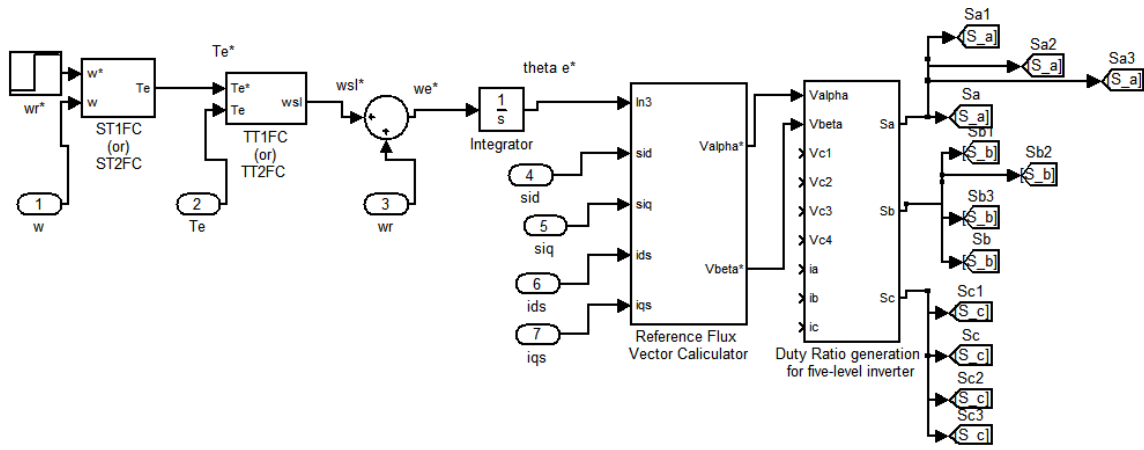 Sa1
[S_a]
Sa2
[S_a]
Sa3
[S_a]
Te*
wsl*
we*
theta e*
w*
w
Te
wr*
ST1FC
(or)
ST2FC
Te*
Te
wsl
TT1FC
(or)
TT2FC
1
s
Integrator
In3
sid
siq
ids
iqs
Valpha*
Vbeta*
Reference Flux
Vector Caliculator
Valpha
Vbeta
Vc1
Vc2
Vc3
Vc4
ia
ib
ic
Sa
Sb
Sc
Duty Ratio generation
for five-level inverter
Sa
[S_a]
Sb1
[S_b]
Sb2
[S_b]
Sb3
[S_b]
Sb
[S_b]
Sc1
[S_c]
Sc
[S_c]
Sc2
[S_c]
Sc3
[S_c]
1
w
2
Te
3
wr
4
sid
5
siq
6
ids
7
iqs